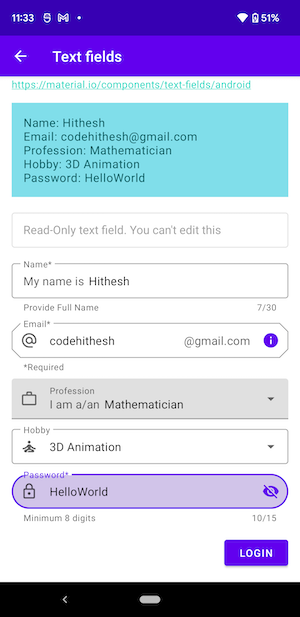 11:33
51%
Text fields
https://material.io/components/text-fields/android
Name: Hithesh
Email: codehithesh@gmail.com
Profession: Mathematician
Hobby: 3D Animation
Password: HelloWorld
Read-Only text field. You can't edit this
Name*
My name is Hithesh
Provide Full Name 7/30
Email*
codehithesh @gmail.com
*Required
Profession
I am a/an Mathematician
Hobby
3D Animation
Password*
HelloWorld
Minimum 8 digits 10/15
LOGIN